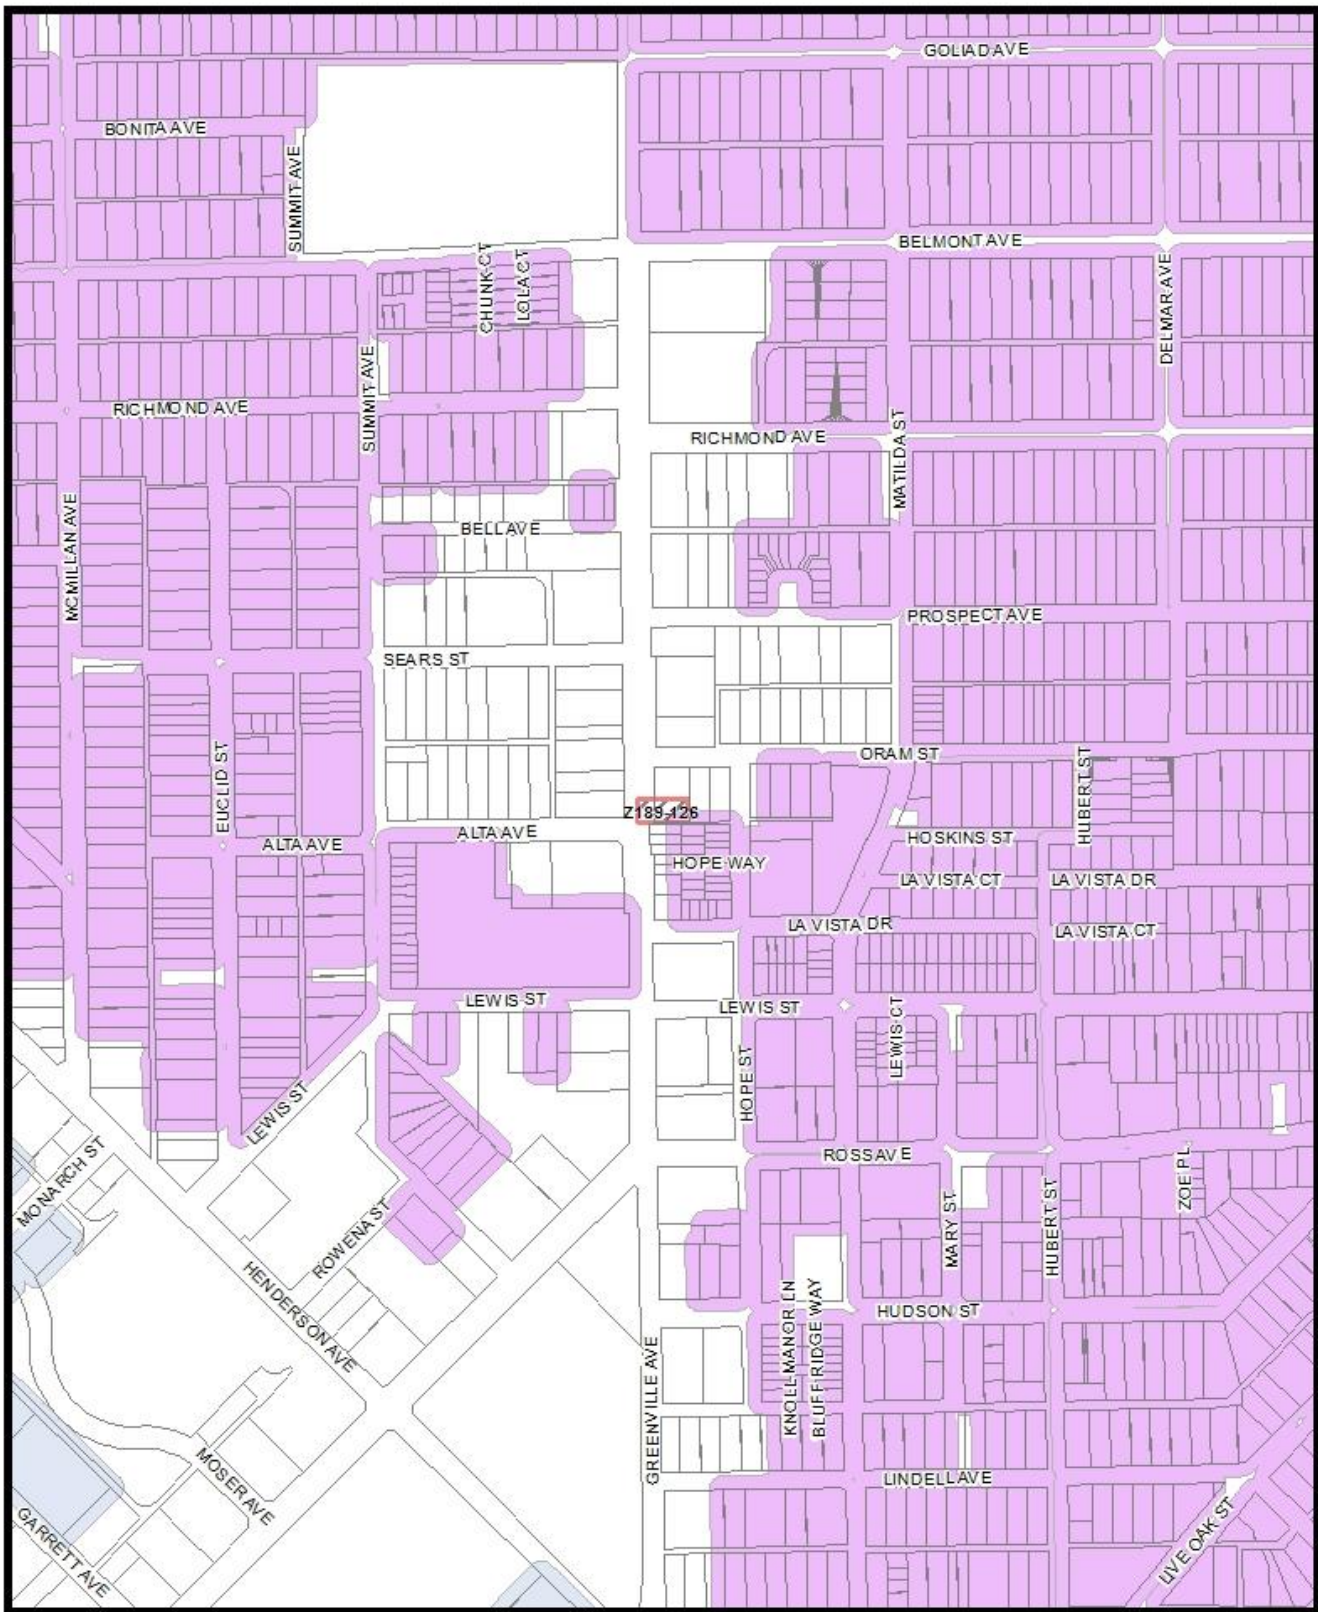 GOLIAD AVE
BONITA AVE
SUMMIT AVE
BELMONT AVE
CHUNK CT
LOLA CT
DELMAR AVE
SUMMIT AVE
RICHMOND AVE
RICHMOND AVE
MATILDA ST
MCMILLAN AVE
BELL AVE
PROSPECT AVE
SEARS ST
ORAM ST
EUCLID ST
HUBERT ST
Z189-126
ALTA AVE
ALTA AVE
HOSKINS ST
HOPE WAY
LA VISTA CT
LA VISTA DR
LA VISTA DR
LA VISTA CT
LEWIS ST
LEWIS ST
LEWIS CT
HOPE ST
LEWIS ST
ROSS AVE
MONARCH ST
ZOE PL
ROWENA ST
MARY ST
HUBERT ST
HENDERSON AVE
KNOLL MANOR LN
BLUFF RIDGE WAY
HUDSON ST
GREENVILLE AVE
MOSER AVE
LINDELL AVE
GARRETT AVE
LIVE OAK ST